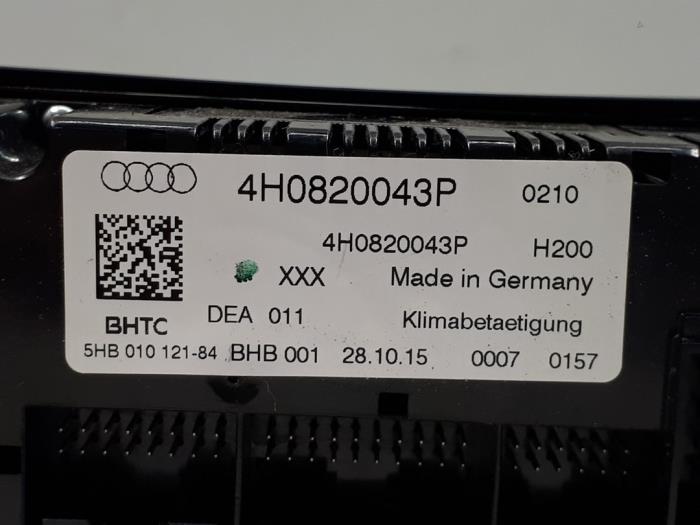 4H0820043P 0210
4H0820043P H200
XXX Made in Germany
BHTC DEA 011 Klimabetaetigung
5HB 010 121-84 BHB 001 28.10.15 0007 0157